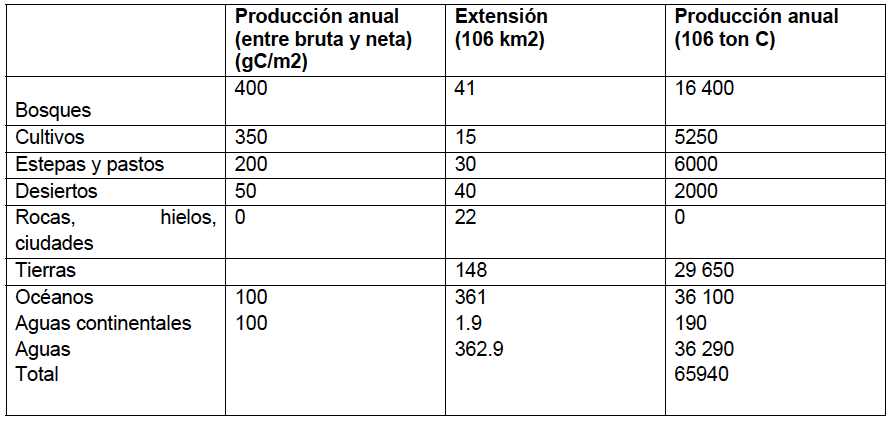 Producción anual (entre bruta y neta) (gC/m2) Extensión (106 km2) Producción anual (106 ton C)
Bosques 400 41 16 400
Cultivos 350 15 5250
Estepas y pastos 200 30 6000
Desiertos 50 40 2000
Rocas, hielos, ciudades 0 22 0
Tierras 148 29 650
Océanos 100 361 36 100
Aguas continentales 100 1.9 190
Aguas 362.9 36 290
Total 65940